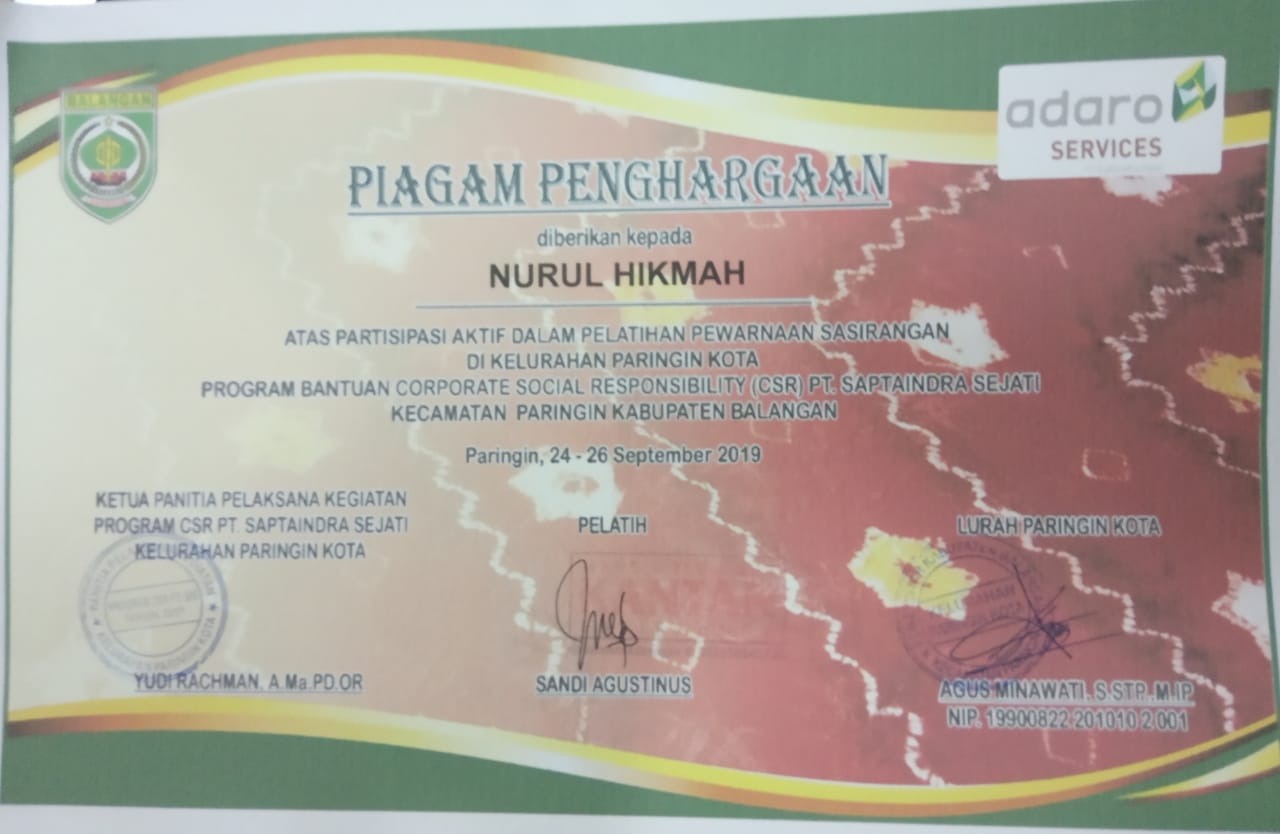 BALANGAN
adaro
SERVICES
PIAGAM PENGHARGAAN
diberikan kepada
NURUL HIKMAH
ATAS PARTISIPASI AKTIF DALAM PELATIHAN PEWARNAAN SASIRANGAN
DI KELURAHAN PARINGIN KOTA
PROGRAM BANTUAN CORPORATE SOCIAL RESPONSIBILITY (CSR) PT. SAPTAINDRA SEJATI
KECAMATAN PARINGIN KABUPATEN BALANGAN
Paringin, 24 - 26 September 2019
KETUA PANITIA PELAKSANA KEGIATAN
PROGRAM CSR PT. SAPTAINDRA SEJATI
KELURAHAN PARINGIN KOTA
YUDI RACHMAN, A.Ma.PD.OR
PELATIH
SANDI AGUSTINUS
LURAH PARINGIN KOTA
AGUS MINAWATI, S.STP.,M.IP
NIP. 19900822 201010 2 001